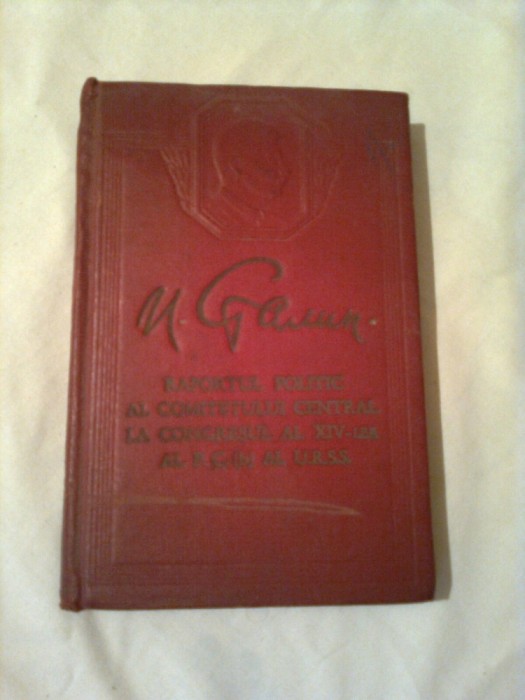 И. Сталин.
RAPORTUL POLITIC
AL COMITETULUI CENTRAL
LA CONGRESUL AL XIV-LEA
AL P.C.(b) AL U.R.S.S.